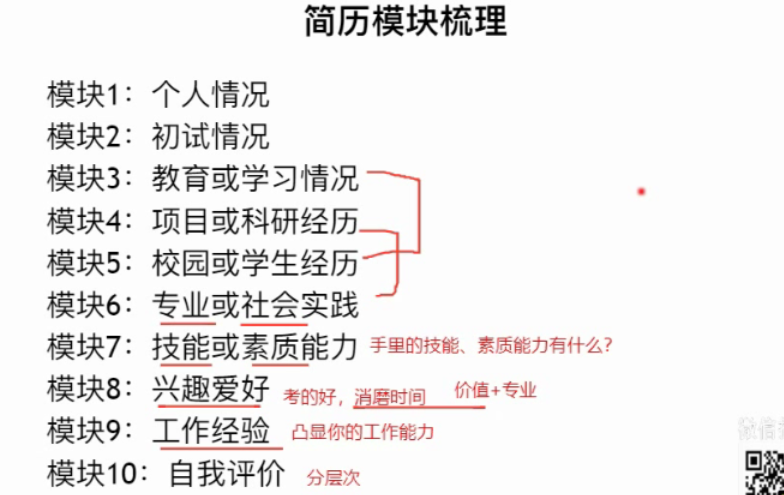 简历模块梳理
模块1：个人情况
模块2：初试情况
模块3：教育或学习情况
模块4：项目或科研经历
模块5：校园或学生经历
模块6：专业或社会实践
模块7：技能或素质能力 手里的技能、素质能力有什么？
模块8：兴趣爱好 考的好，消磨时间 价值+专业
模块9：工作经验 凸显你的工作能力
模块10：自我评价 分层次